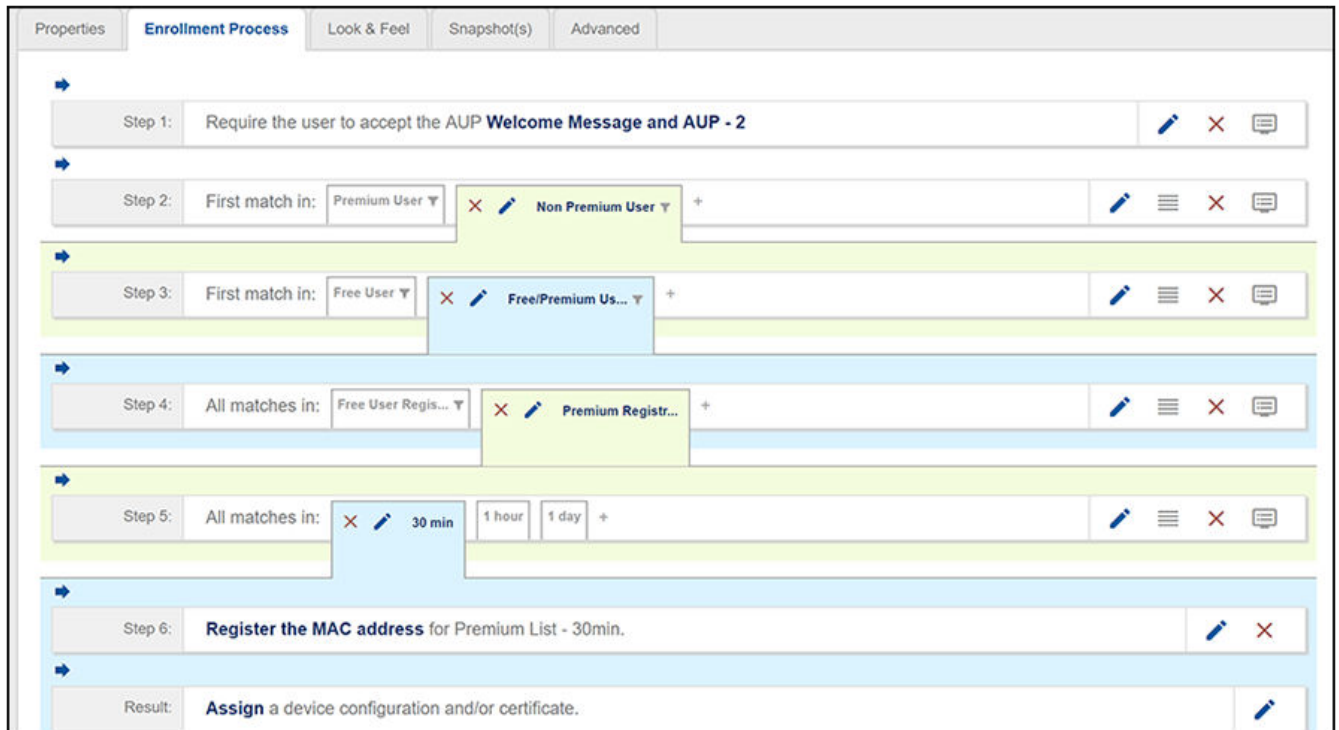 Properties Enrollment Process Look & Feel Snapshot(s) Advanced
Step 1: Require the user to accept the AUP Welcome Message and AUP - 2
Step 2: First match in: Premium User Non Premium User +
Step 3: First match in: Free User Free/Premium Us... +
Step 4: All matches in: Free User Regis... Premium Registr... +
Step 5: All matches in: 30 min 1 hour 1 day +
Step 6: Register the MAC address for Premium List - 30min.
Result: Assign a device configuration and/or certificate.